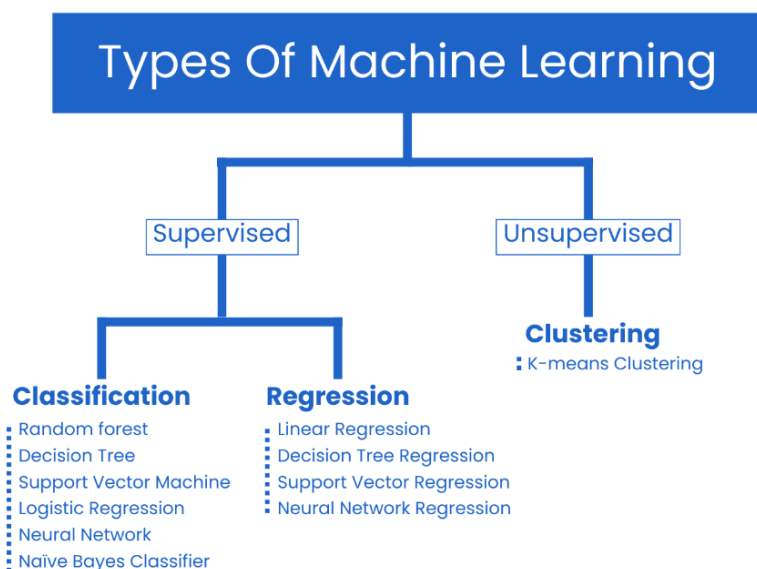 Types Of Machine Learning
Supervised
Unsupervised
Classification
Random forest
Decision Tree
Support Vector Machine
Logistic Regression
Neural Network
Naïve Bayes Classifier
Regression
Linear Regression
Decision Tree Regression
Support Vector Regression
Neural Network Regression
Clustering
K-means Clustering